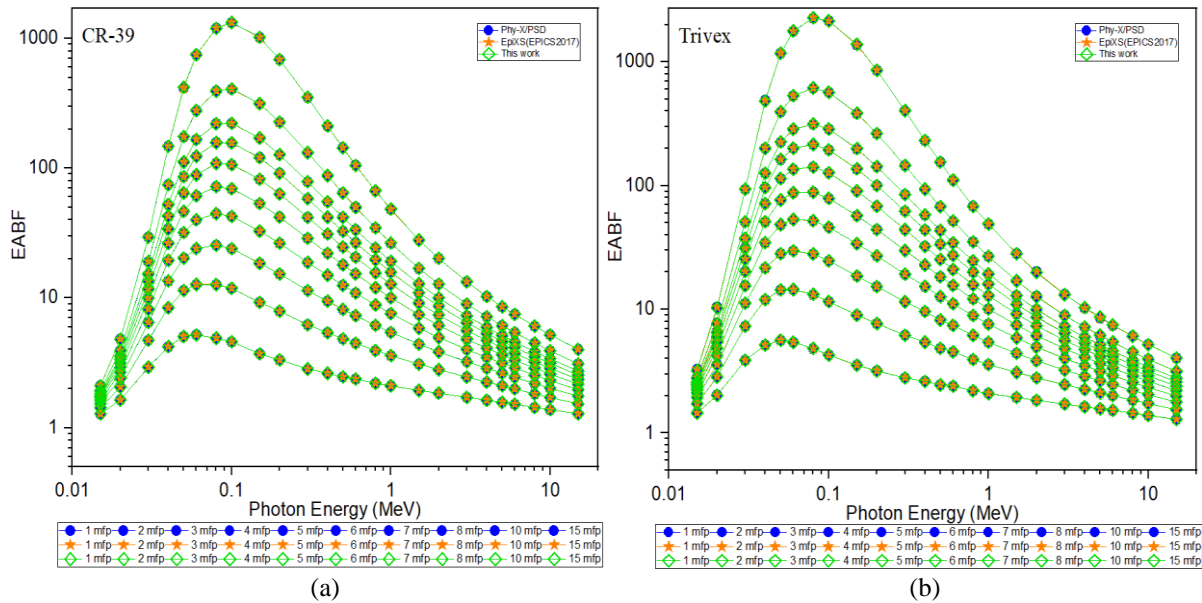 CR-39
Phy-X/PSD
EpiXS(EPICS2017)
This work
1000
100
10
1
EABF
0.01 0.1 1 10
Photon Energy (MeV)
1 mfp 2 mfp 3 mfp 4 mfp 5 mfp 6 mfp 7 mfp 8 mfp 10 mfp 15 mfp
1 mfp 2 mfp 3 mfp 4 mfp 5 mfp 6 mfp 7 mfp 8 mfp 10 mfp 15 mfp
1 mfp 2 mfp 3 mfp 4 mfp 5 mfp 6 mfp 7 mfp 8 mfp 10 mfp 15 mfp
(a)
Trivex
Phy-X/PSD
EpiXS(EPICS2017)
This work
1000
100
10
1
EABF
0.01 0.1 1 10
Photon Energy (MeV)
1 mfp 2 mfp 3 mfp 4 mfp 5 mfp 6 mfp 7 mfp 8 mfp 10 mfp 15 mfp
1 mfp 2 mfp 3 mfp 4 mfp 5 mfp 6 mfp 7 mfp 8 mfp 10 mfp 15 mfp
1 mfp 2 mfp 3 mfp 4 mfp 5 mfp 6 mfp 7 mfp 8 mfp 10 mfp 15 mfp
(b)